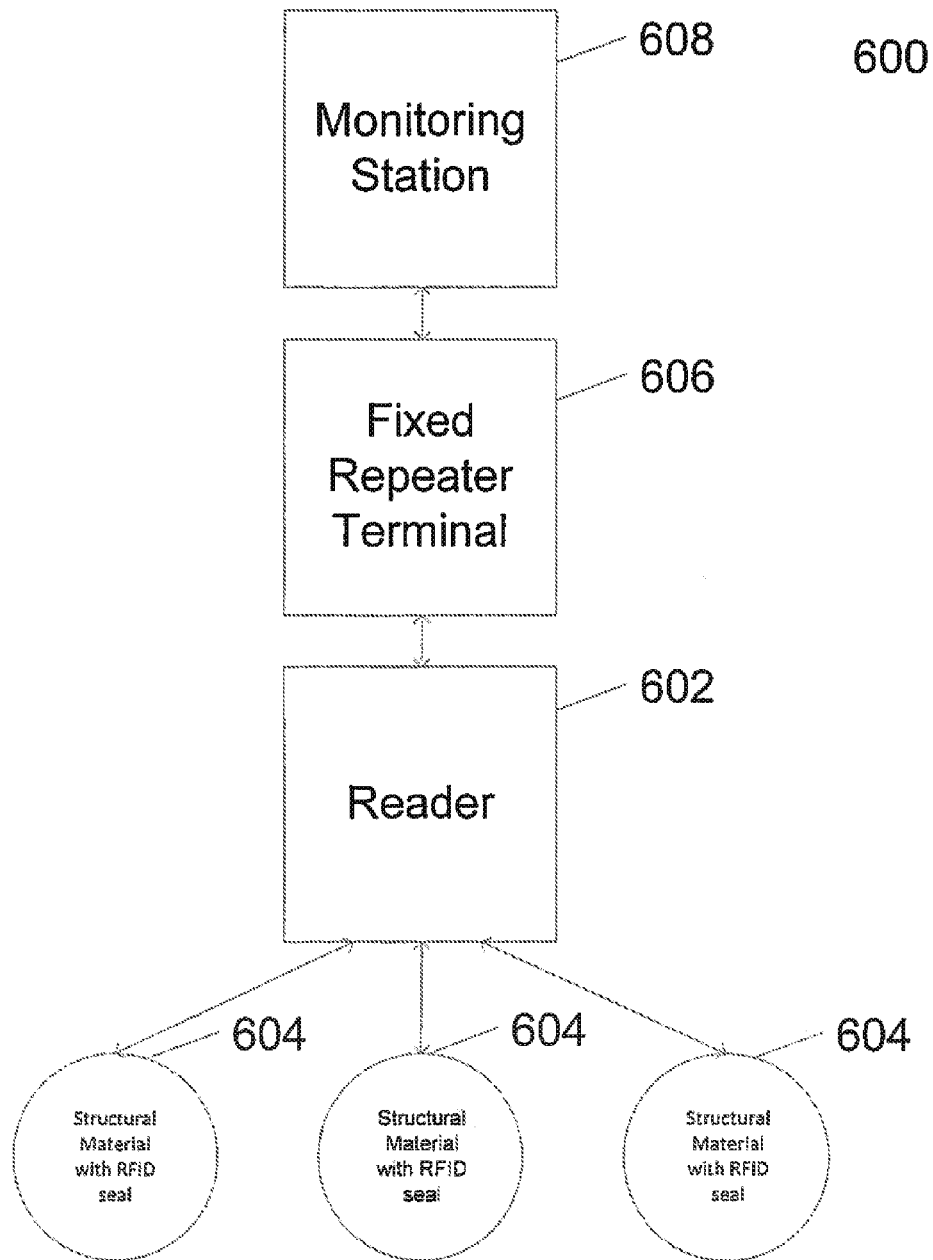 608
600
Monitoring
Station
606
Fixed
Repeater
Terminal
602
Reader
604
604
604
Structural
Material
with RFID
seal
Structural
Material
with RFID
seal
Structural
Material
with RFID
seal